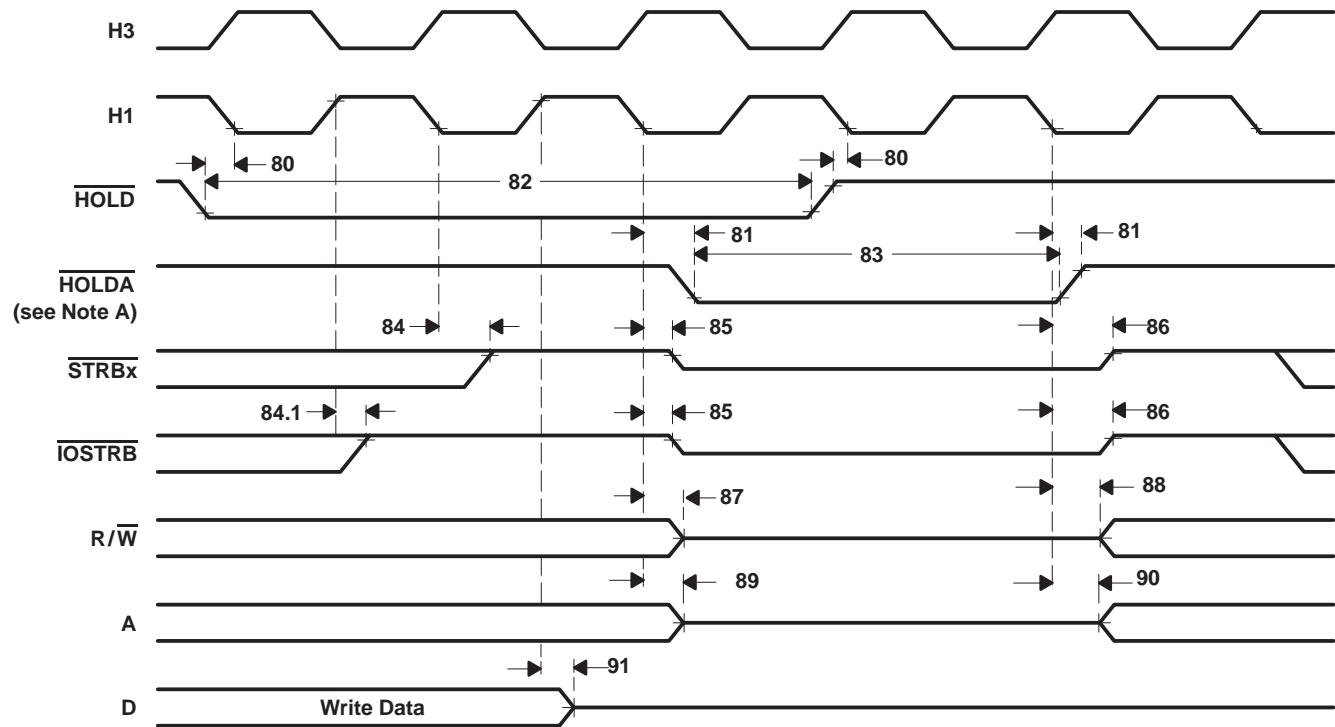 H3
H1
80
80
82
HOLD
81
81
83
HOLDA
(see Note A)
84
85
86
STRBx
84.1
85
86
IOSTRB
87
88
R/W
89
90
A
91
D
Write Data